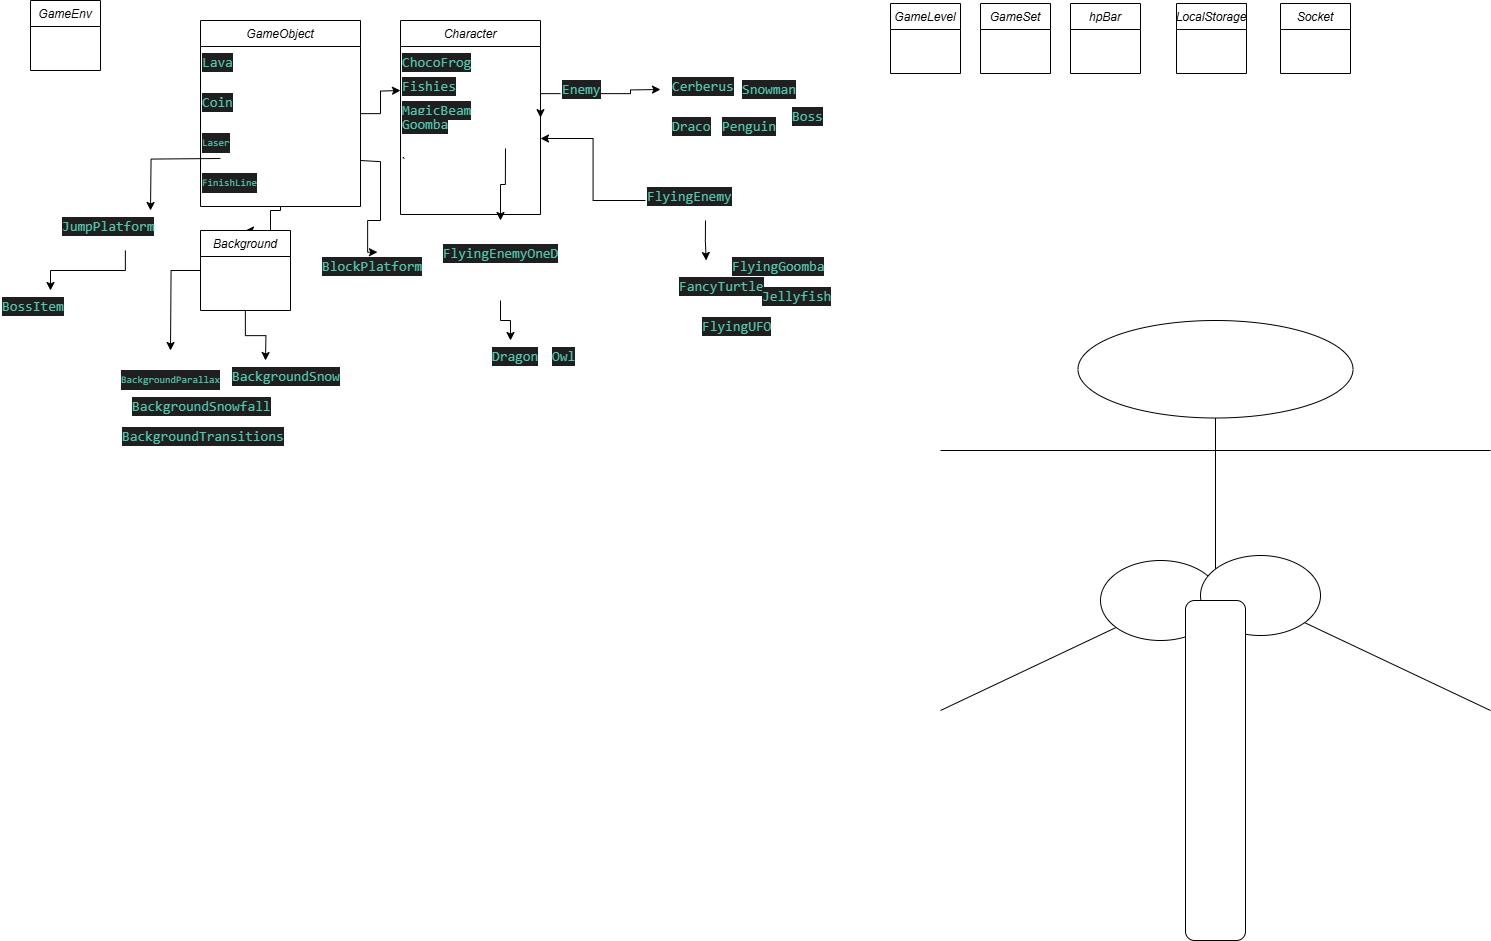 GameEnv
GameObject
Lava
Coin
Laser
FinishLine
Character
ChocoFrog
Fishies
MagicBeam
Goomba
`
Enemy
Cerberus
Snowman
Boss
Draco
Penguin
GameLevel
GameSet
hpBar
LocalStorage
Socket
FlyingEnemy
JumpPlatform
BossItem
Background
BlockPlatform
FlyingEnemyOneD
FlyingGoomba
FancyTurtle
Jellyfish
FlyingUFO
Dragon
Owl
BackgroundParallax
BackgroundSnow
BackgroundSnowfall
BackgroundTransitions